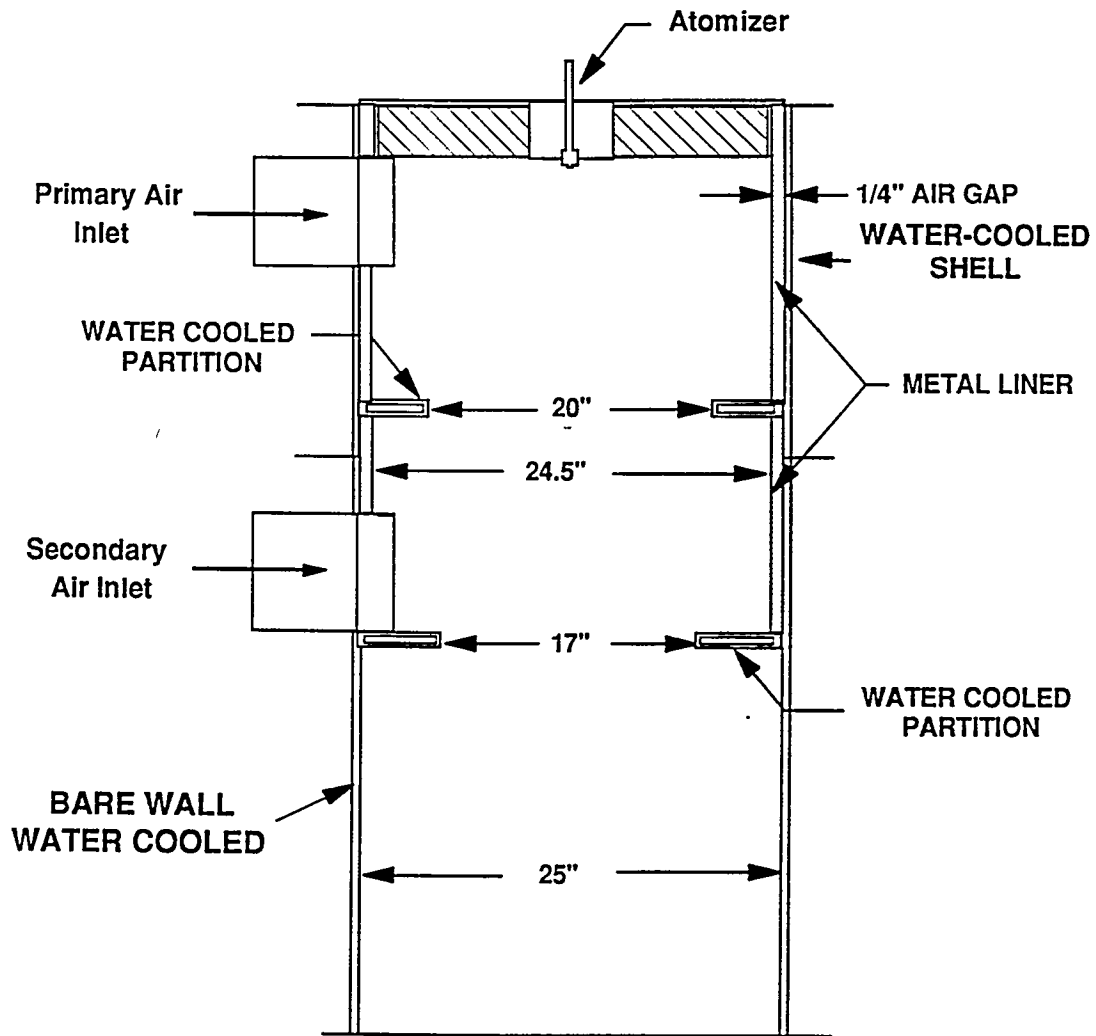 Atomizer
Primary Air
Inlet
1/4" AIR GAP
WATER-COOLED
SHELL
WATER COOLED
PARTITION
METAL LINER
20"
24.5"
Secondary
Air Inlet
17"
WATER COOLED
PARTITION
BARE WALL
WATER COOLED
25"